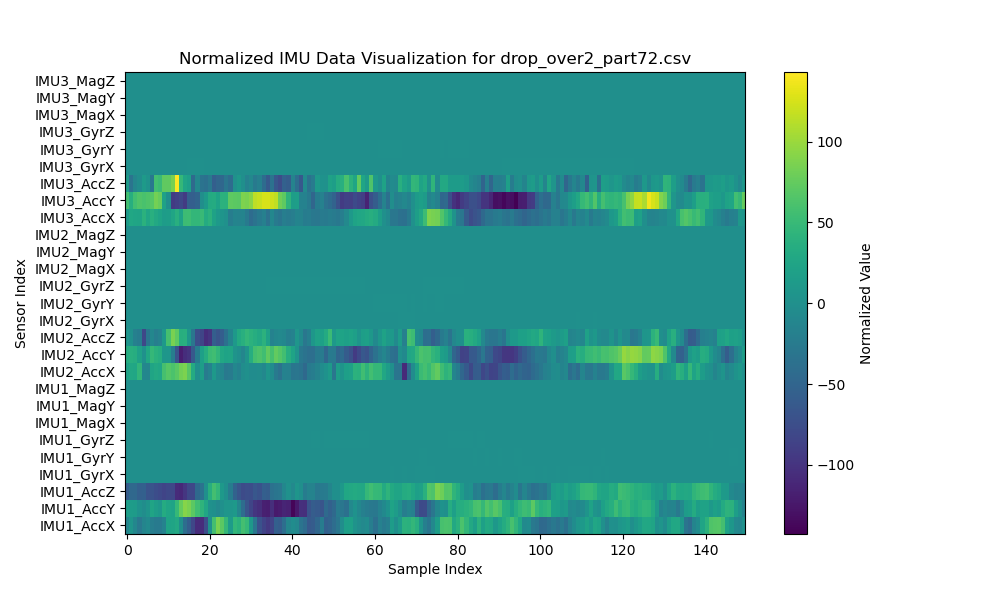 Normalized IMU Data Visualization for drop_over2_part72.csv
IMU3_MagZ
IMU3_MagY
IMU3_MagX
IMU3_GyrZ
IMU3_GyrY
IMU3_GyrX
IMU3_AccZ
IMU3_AccY
IMU3_AccX
IMU2_MagZ
IMU2_MagY
IMU2_MagX
IMU2_GyrZ
IMU2_GyrY
IMU2_GyrX
IMU2_AccZ
IMU2_AccY
IMU2_AccX
IMU1_MagZ
IMU1_MagY
IMU1_MagX
IMU1_GyrZ
IMU1_GyrY
IMU1_GyrX
IMU1_AccZ
IMU1_AccY
IMU1_AccX
Sensor Index
0 20 40 60 80 100 120 140
Sample Index
100
50
0
−50
−100
Normalized Value